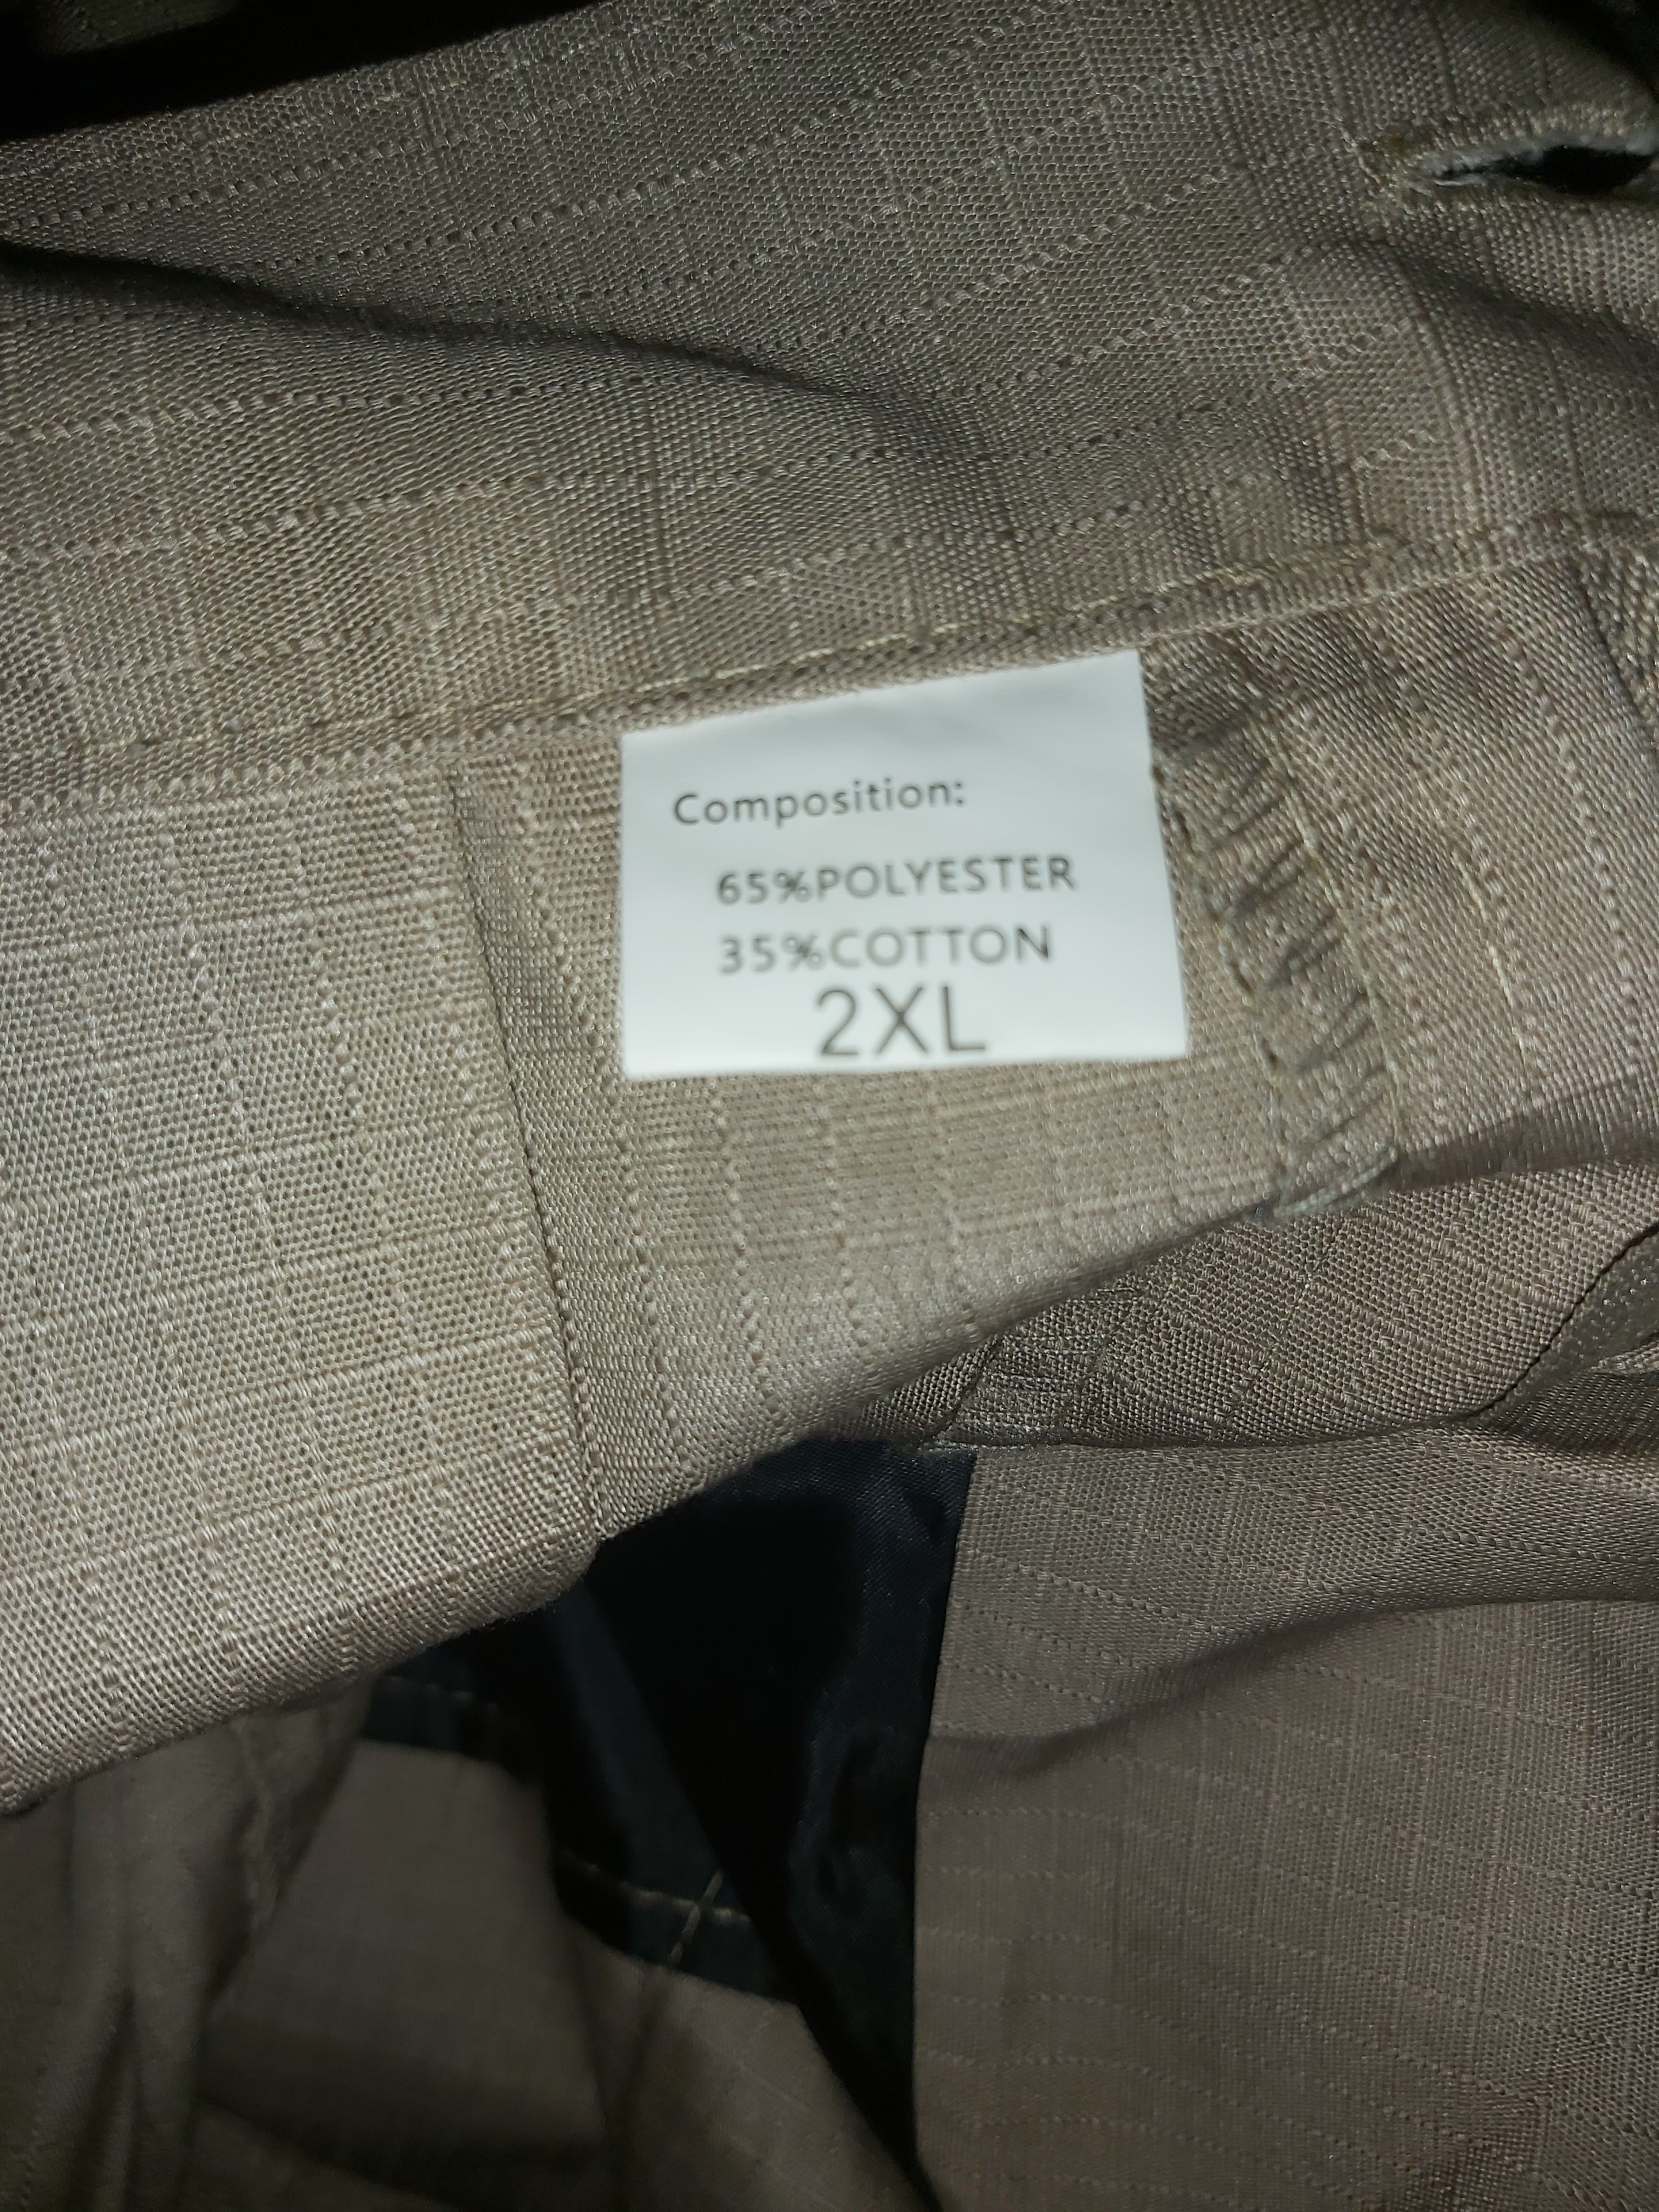 Composition:
65%POLYESTER
35%COTTON
2XL